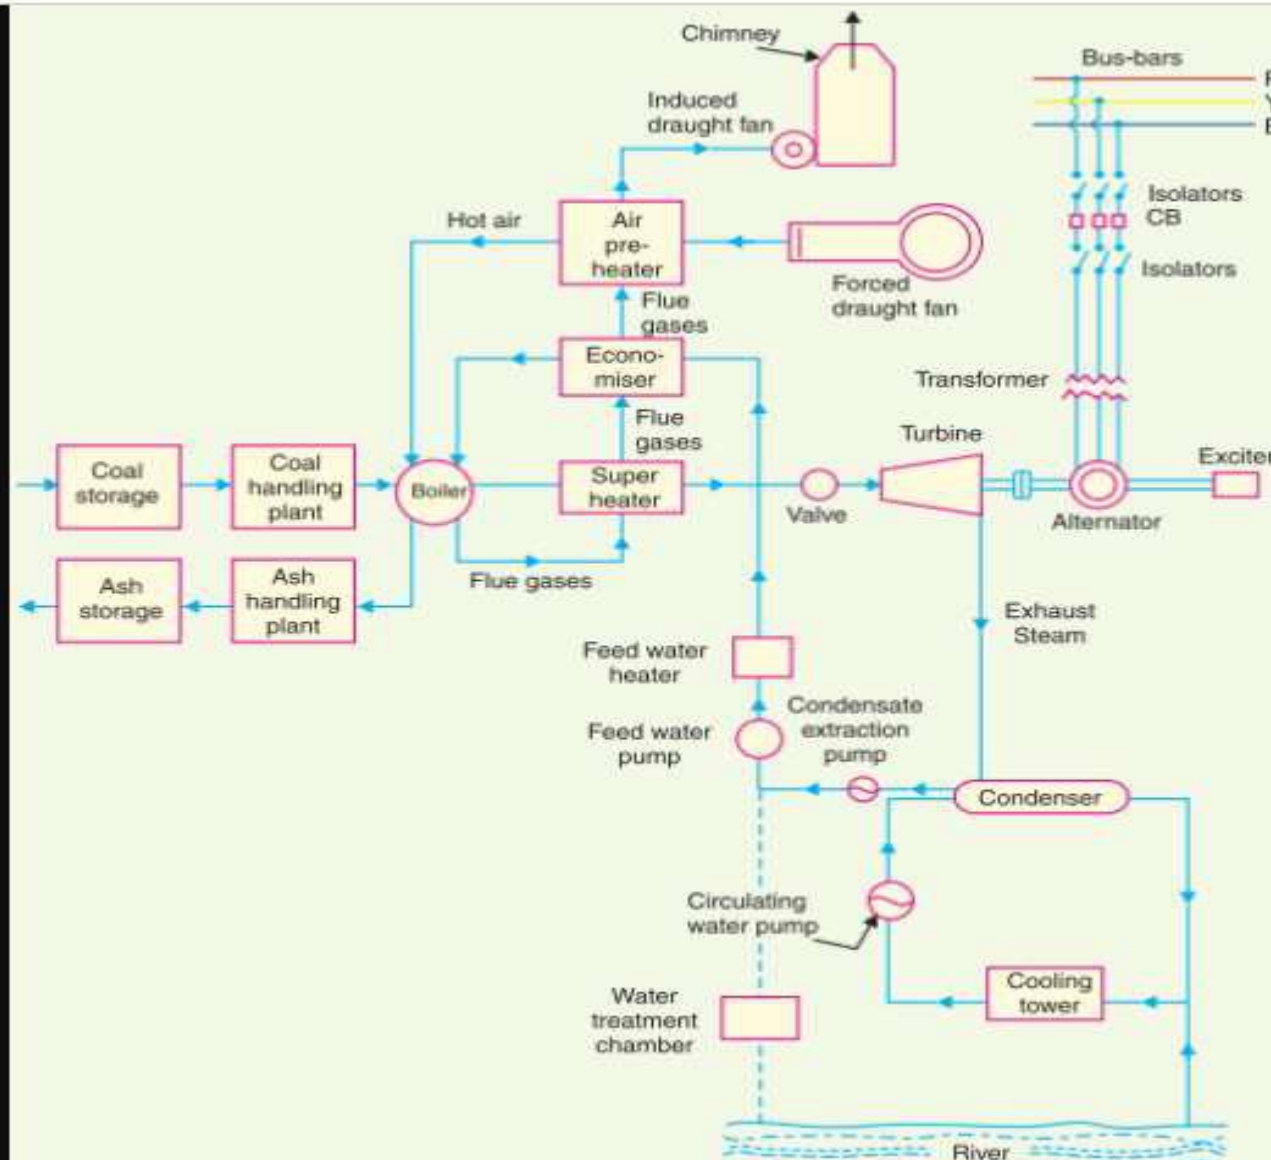 Chimney
Bus-bars
Induced
draught fan
Isolators
CB
Hot air
Air
pre-
heater
Isolators
Forced
draught fan
Flue
gases
Econo-
miser
Transformer
Flue
gases
Turbine
Exciter
Coal
storage
Coal
handling
plant
Boiler
Super
heater
Valve
Alternator
Flue gases
Ash
storage
Ash
handling
plant
Exhaust
Steam
Feed water
heater
Condensate
extraction
pump
Feed water
pump
Condenser
Circulating
water pump
Cooling
tower
Water
treatment
chamber
River